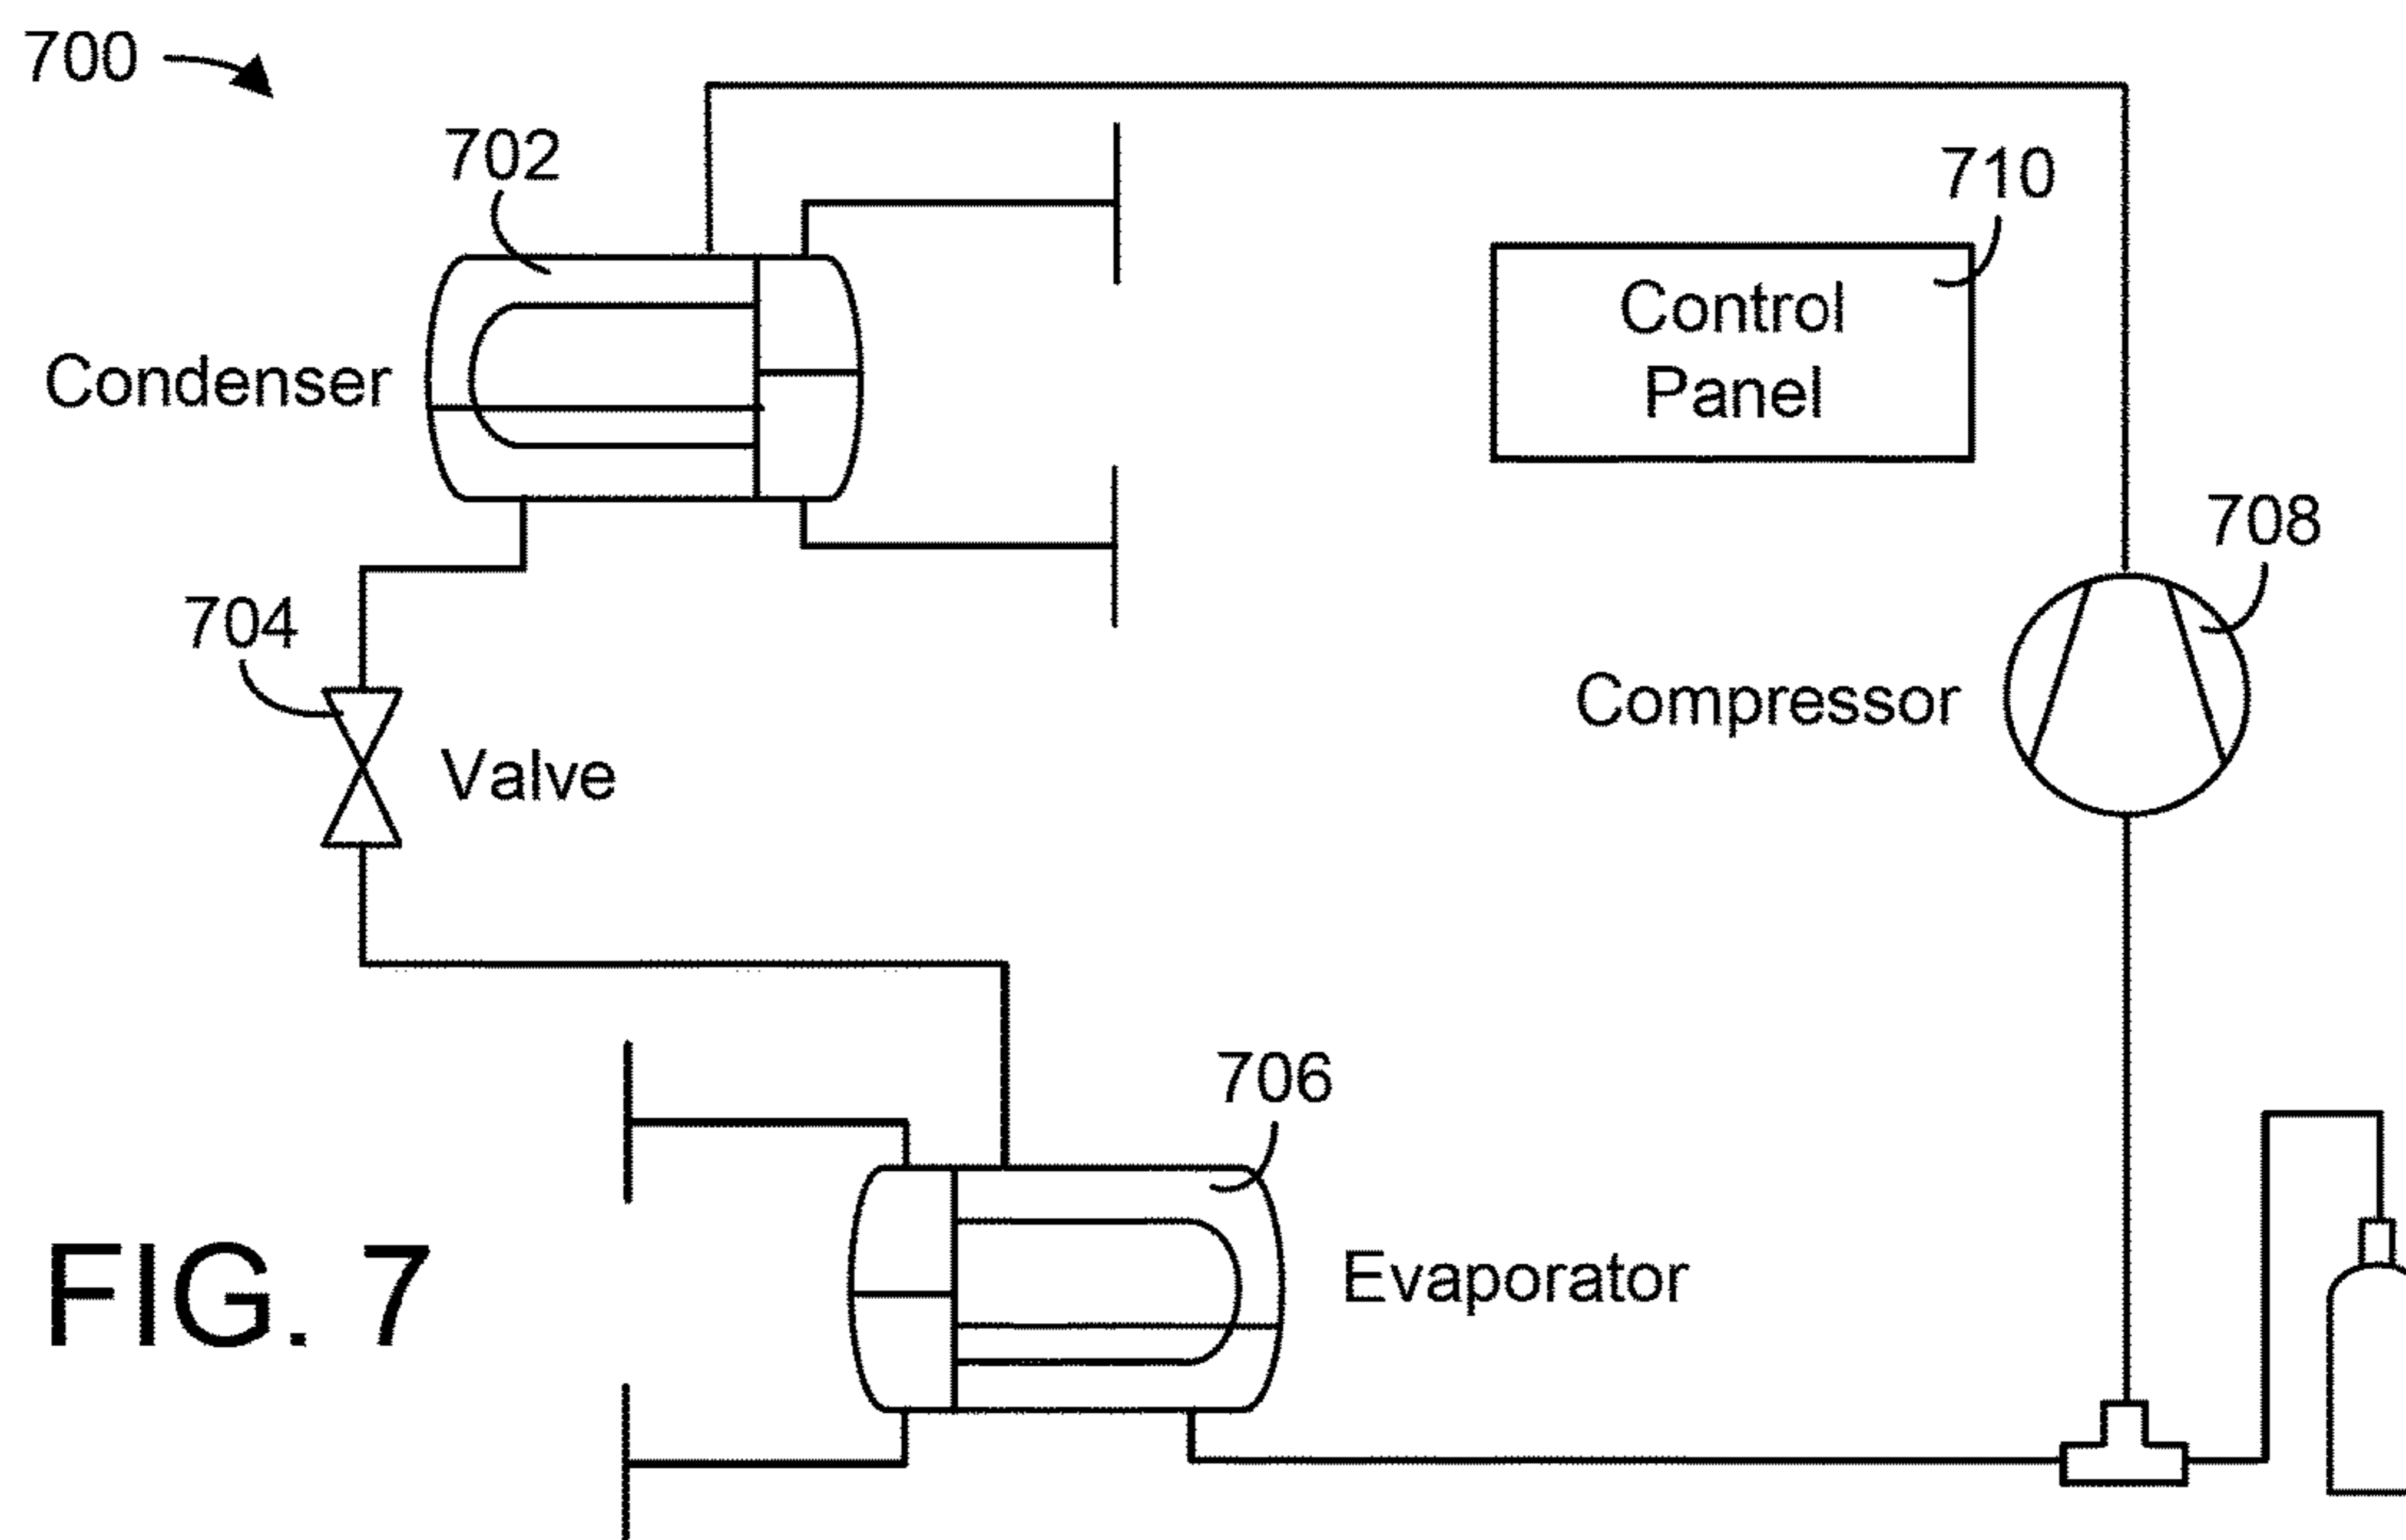 700
702
710
Control
Panel
Condenser
708
704
Compressor
Valve
706
Evaporator
FIG. 7